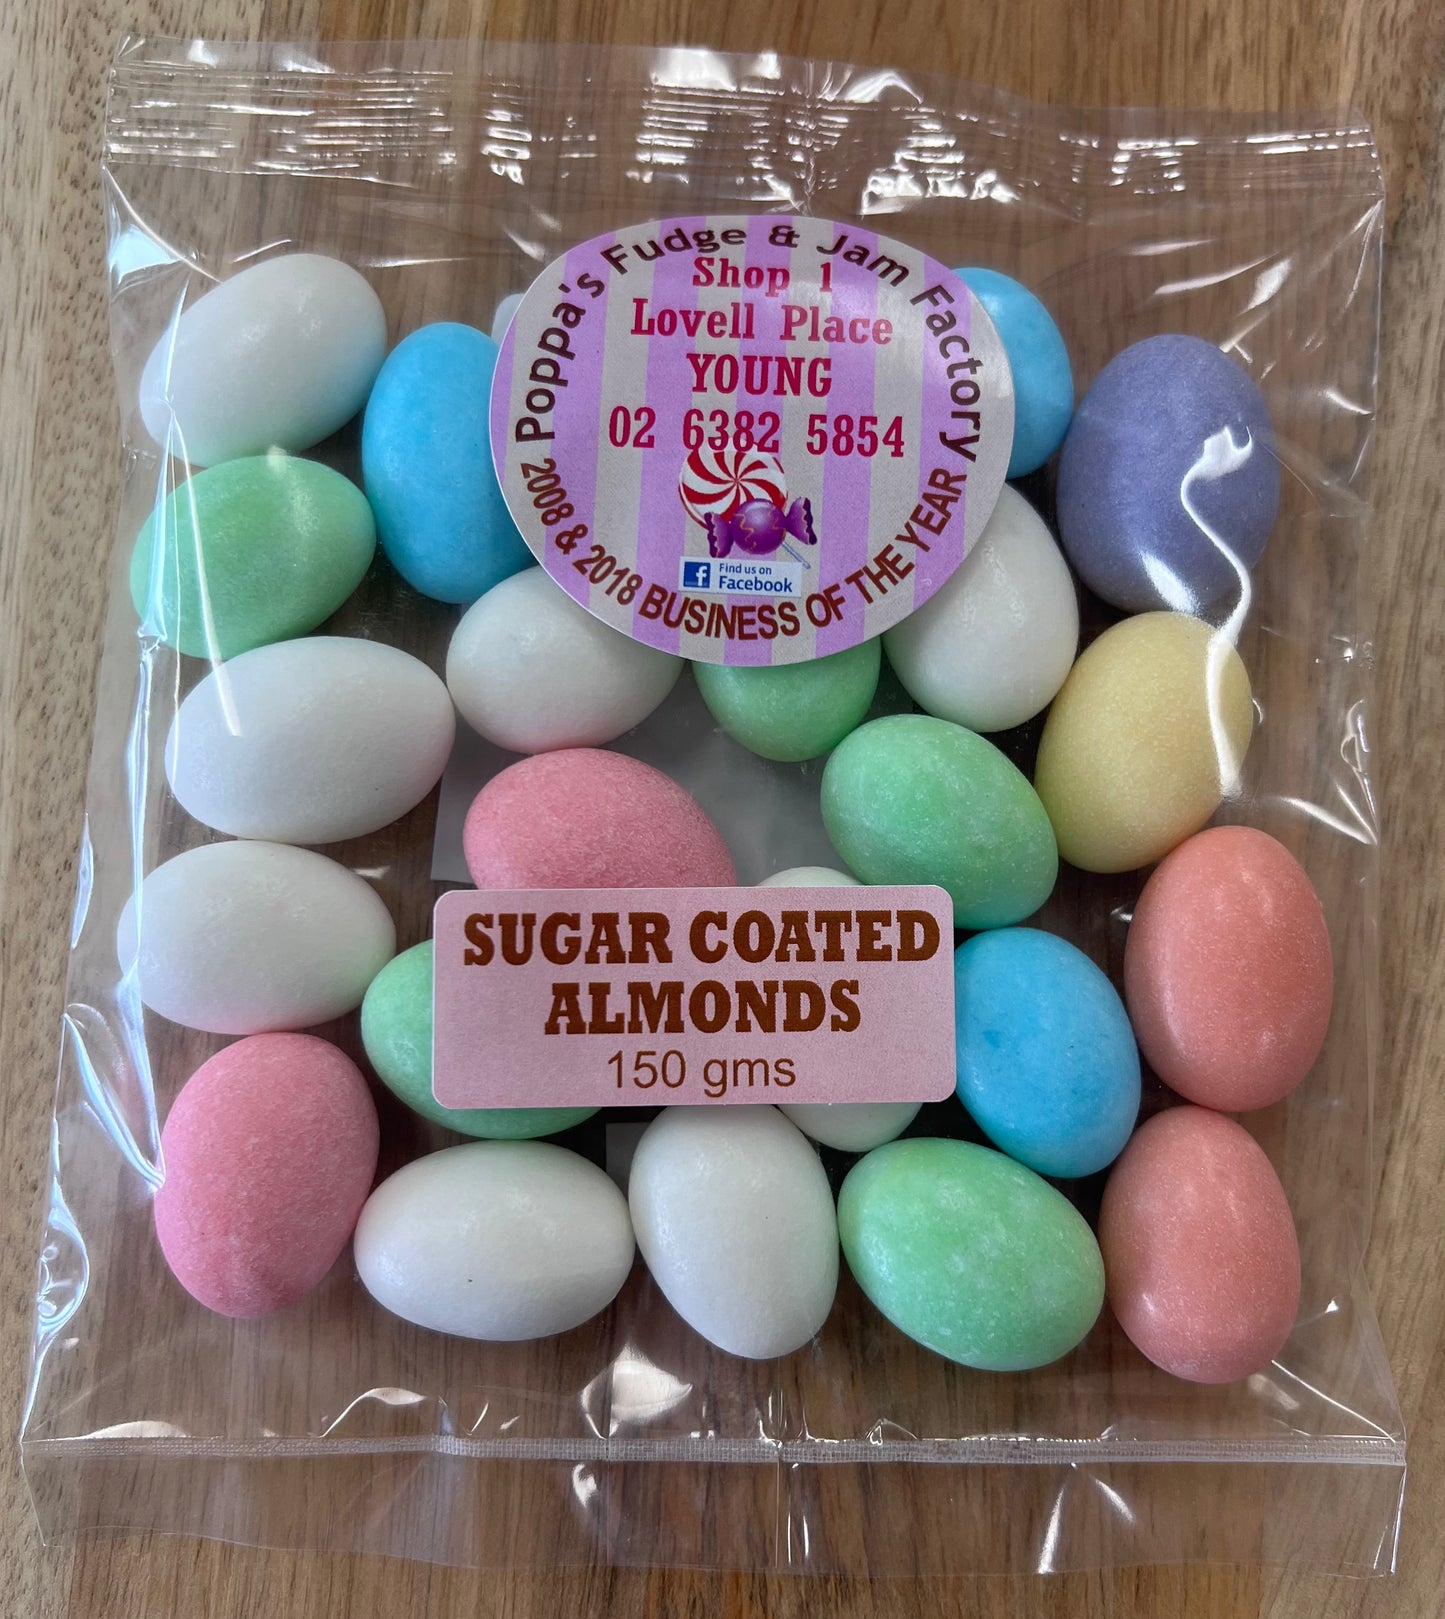 Poppa's Fudge & Jam Factory
Shop 1
Lovell Place
YOUNG
02 6382 5854
f Find us on
Facebook
2008 & 2018 BUSINESS OF THE YEAR
SUGAR COATED
ALMONDS
150 gms